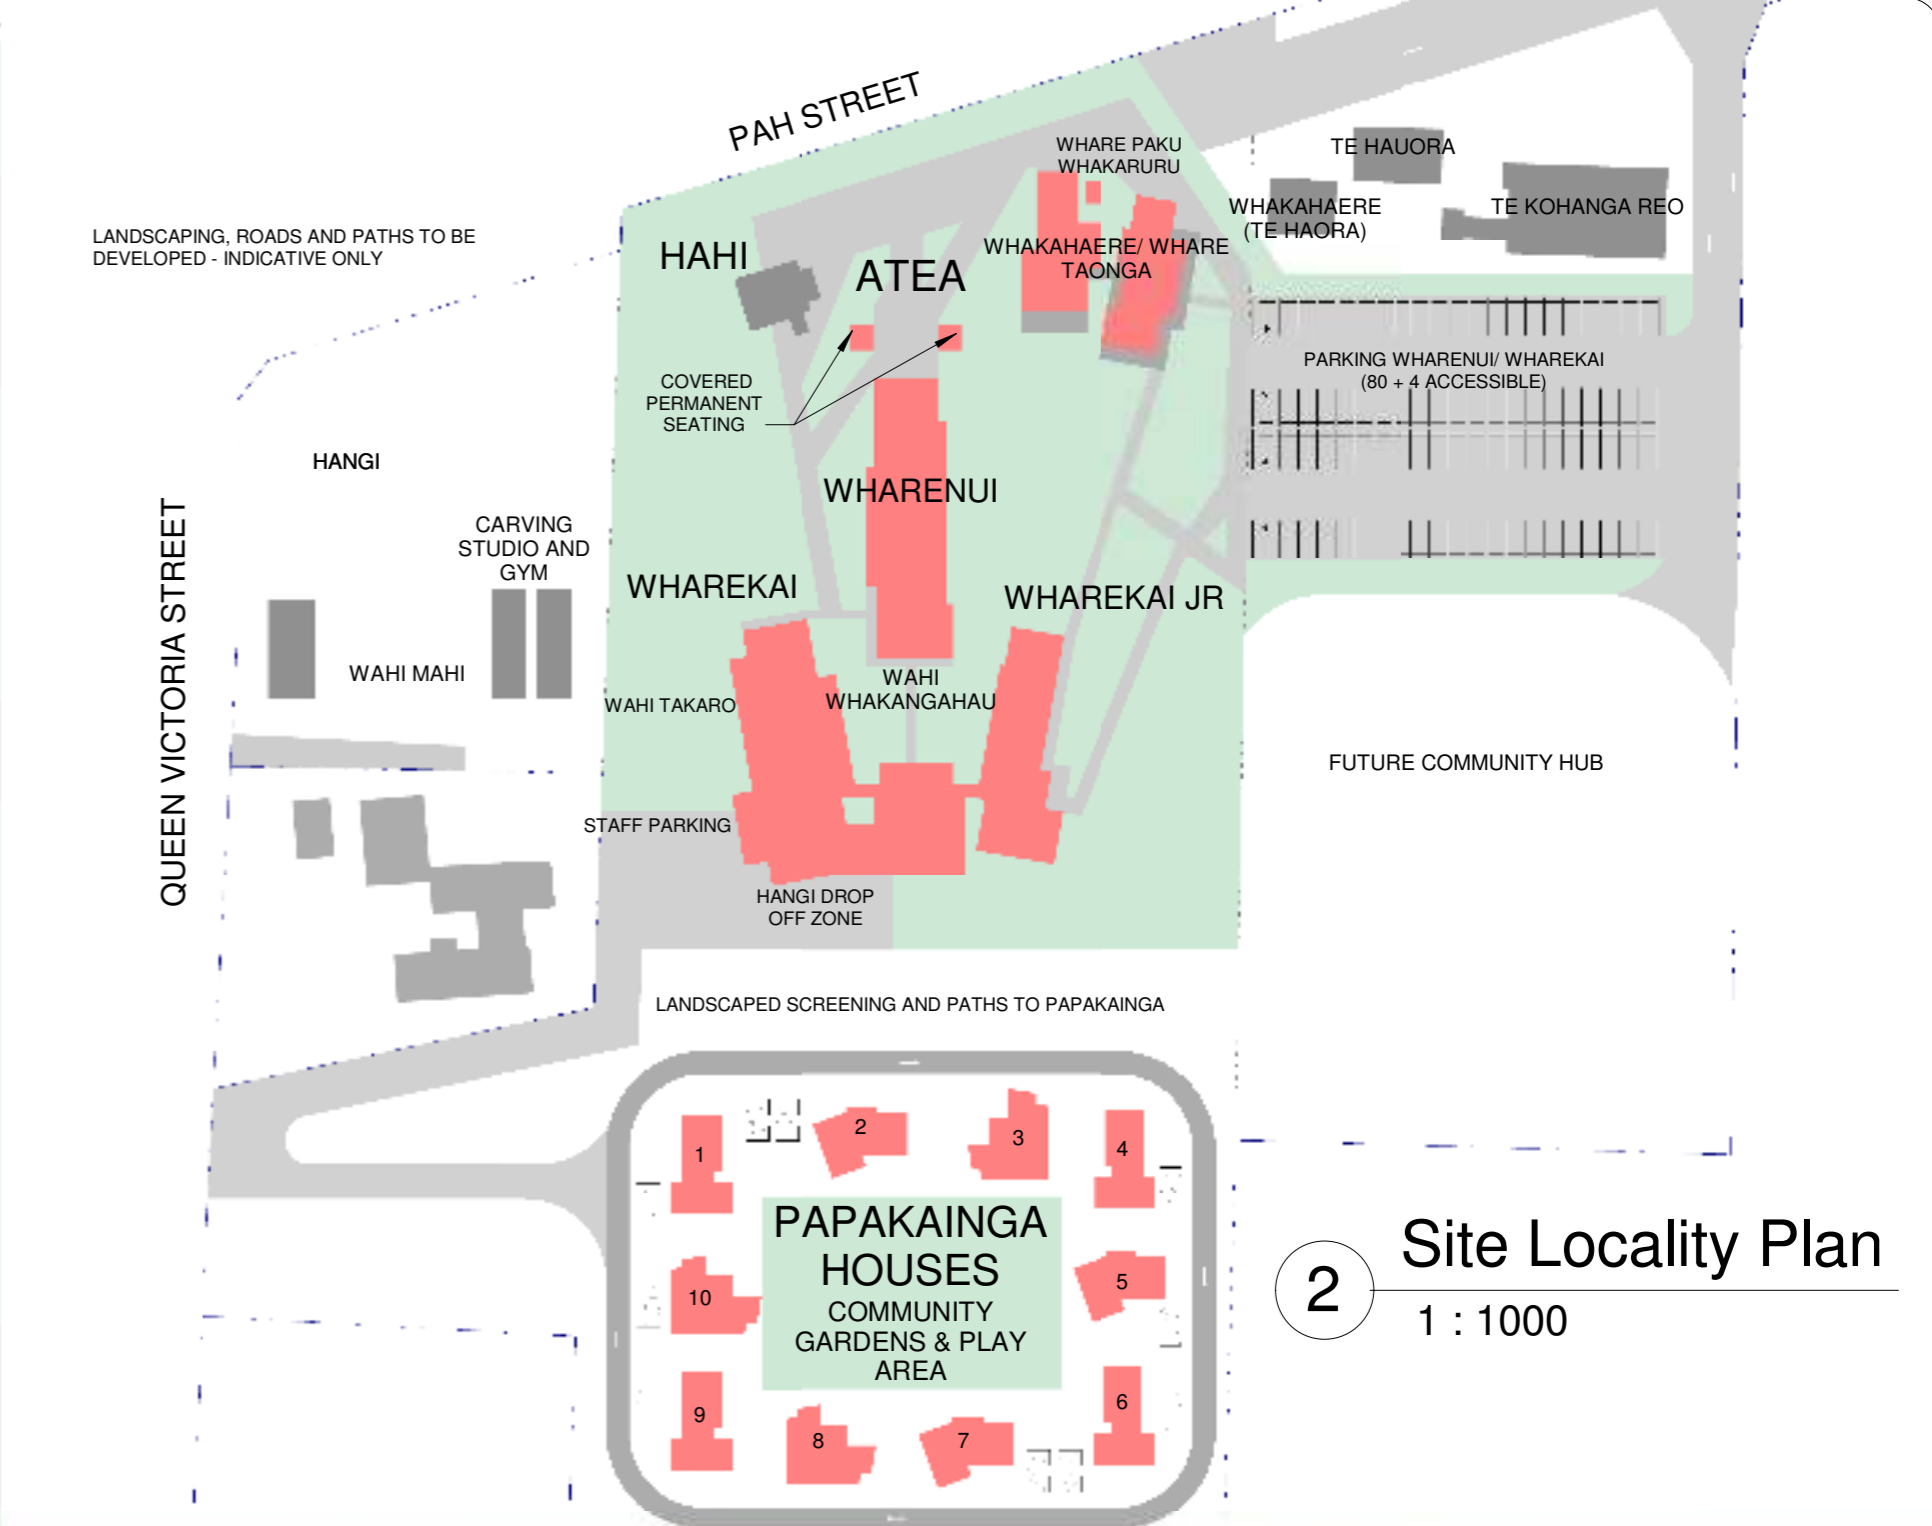 PAH STREET
WHARE PAKU
WHAKARURU
TE HAUORA
WHAKAHAERE
(TE HAORA)
TE KOHANGA REO
LANDSCAPING, ROADS AND PATHS TO BE
DEVELOPED - INDICATIVE ONLY
HAHI
ATEA
WHAKAHAERE/ WHARE
TAONGA
COVERED
PERMANENT
SEATING
PARKING WHARENUI/ WHAREKAI
(80 + 4 ACCESSIBLE)
HANGI
WHARENUI
CARVING
STUDIO AND
GYM
QUEEN VICTORIA STREET
WHAREKAI
WHAREKAI JR
WAHI MAHI
WAHI TAKARO
WAHI
WHAKANGAHAU
FUTURE COMMUNITY HUB
STAFF PARKING
HANGI DROP
OFF ZONE
LANDSCAPED SCREENING AND PATHS TO PAPAKAINGA
1
2
3
4
PAPAKAINGA
HOUSES
COMMUNITY
GARDENS & PLAY
AREA
10
5
9
8
7
6
2
Site Locality Plan
1 : 1000